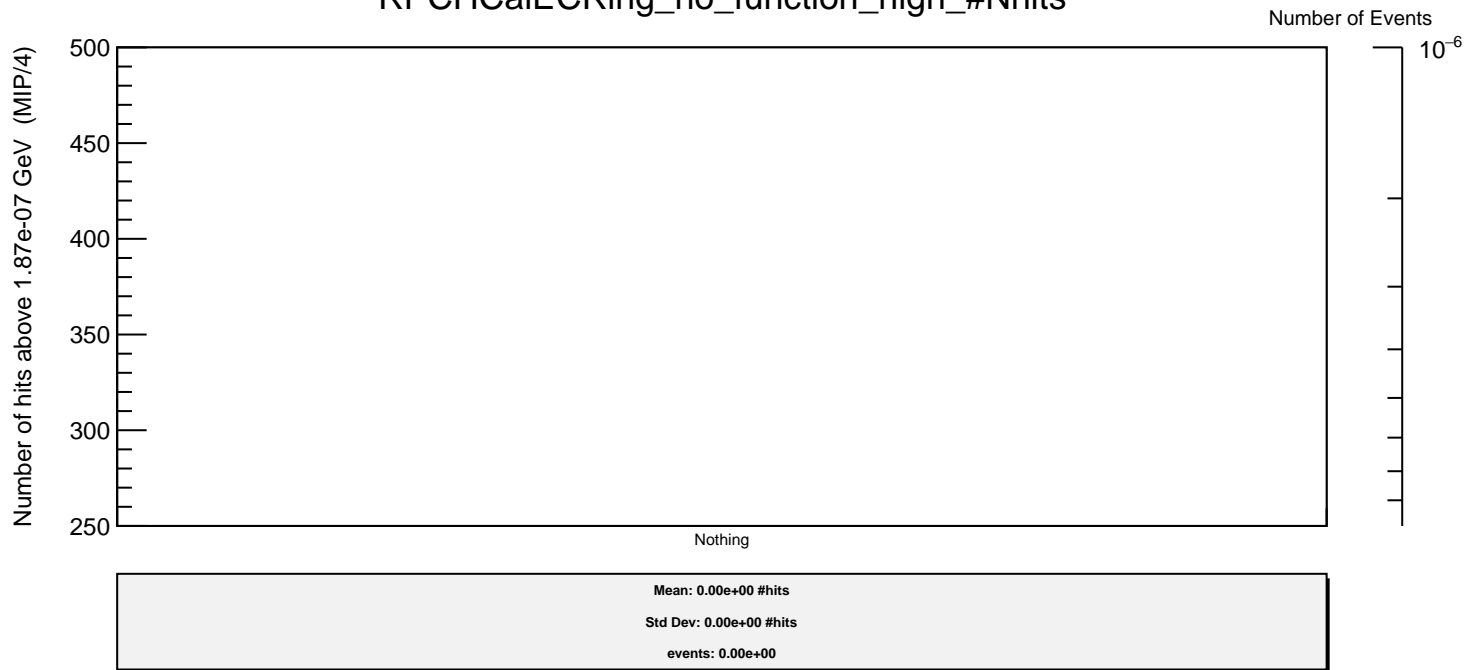 RPCHCalECRing_no_function_high_#Nhits
Number of Events
Number of hits above 1.87e-07 GeV (MIP/4)
500
450
400
350
300
250
10⁻⁶
Nothing
Mean: 0.00e+00 #hits
Std Dev: 0.00e+00 #hits
events: 0.00e+00